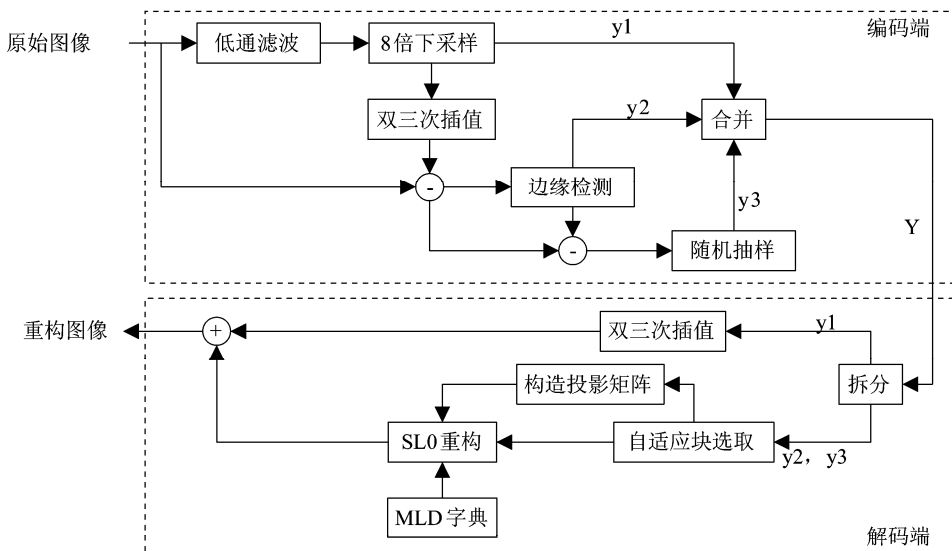 编码端
原始图像
低通滤波
8倍下采样
y1
双三次插值
y2
合并
-
边缘检测
y3
-
随机抽样
Y
重构图像
+
双三次插值
y1
构造投影矩阵
拆分
SL0重构
自适应块选取
y2，y3
MLD字典
解码端